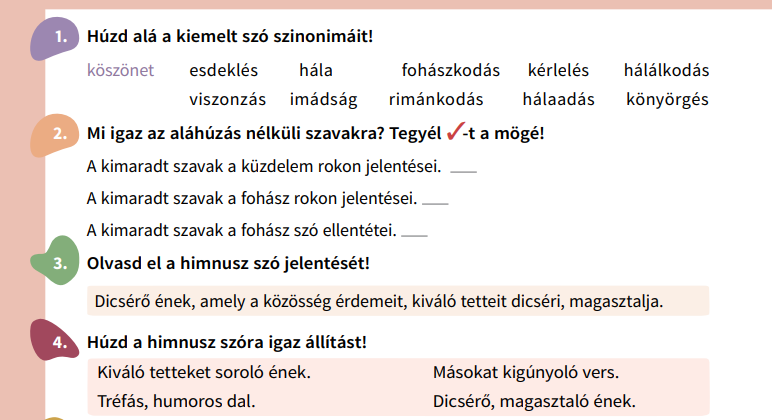 1. Húzd alá a kiemelt szó szinonimáit!
köszönet esdeklés hála fohászkodás kérlelés hálálkodás
viszonzás imádság rimánkodás hálaadás könyörgés
2. Mi igaz az aláhúzás nélküli szavakra? Tegyél ✓-t a mögé!
A kimaradt szavak a küzdelem rokon jelentései. ___
A kimaradt szavak a fohász rokon jelentései. ___
A kimaradt szavak a fohász szó ellentétei. ___
3. Olvasd el a himnusz szó jelentését!
Dicsérő ének, amely a közösség érdemeit, kiváló tetteit dicséri, magasztalja.
4. Húzd a himnusz szóra igaz állítást!
Kiváló tetteket soroló ének. Másokat kigúnyoló vers.
Tréfás, humoros dal. Dicsérő, magasztaló ének.